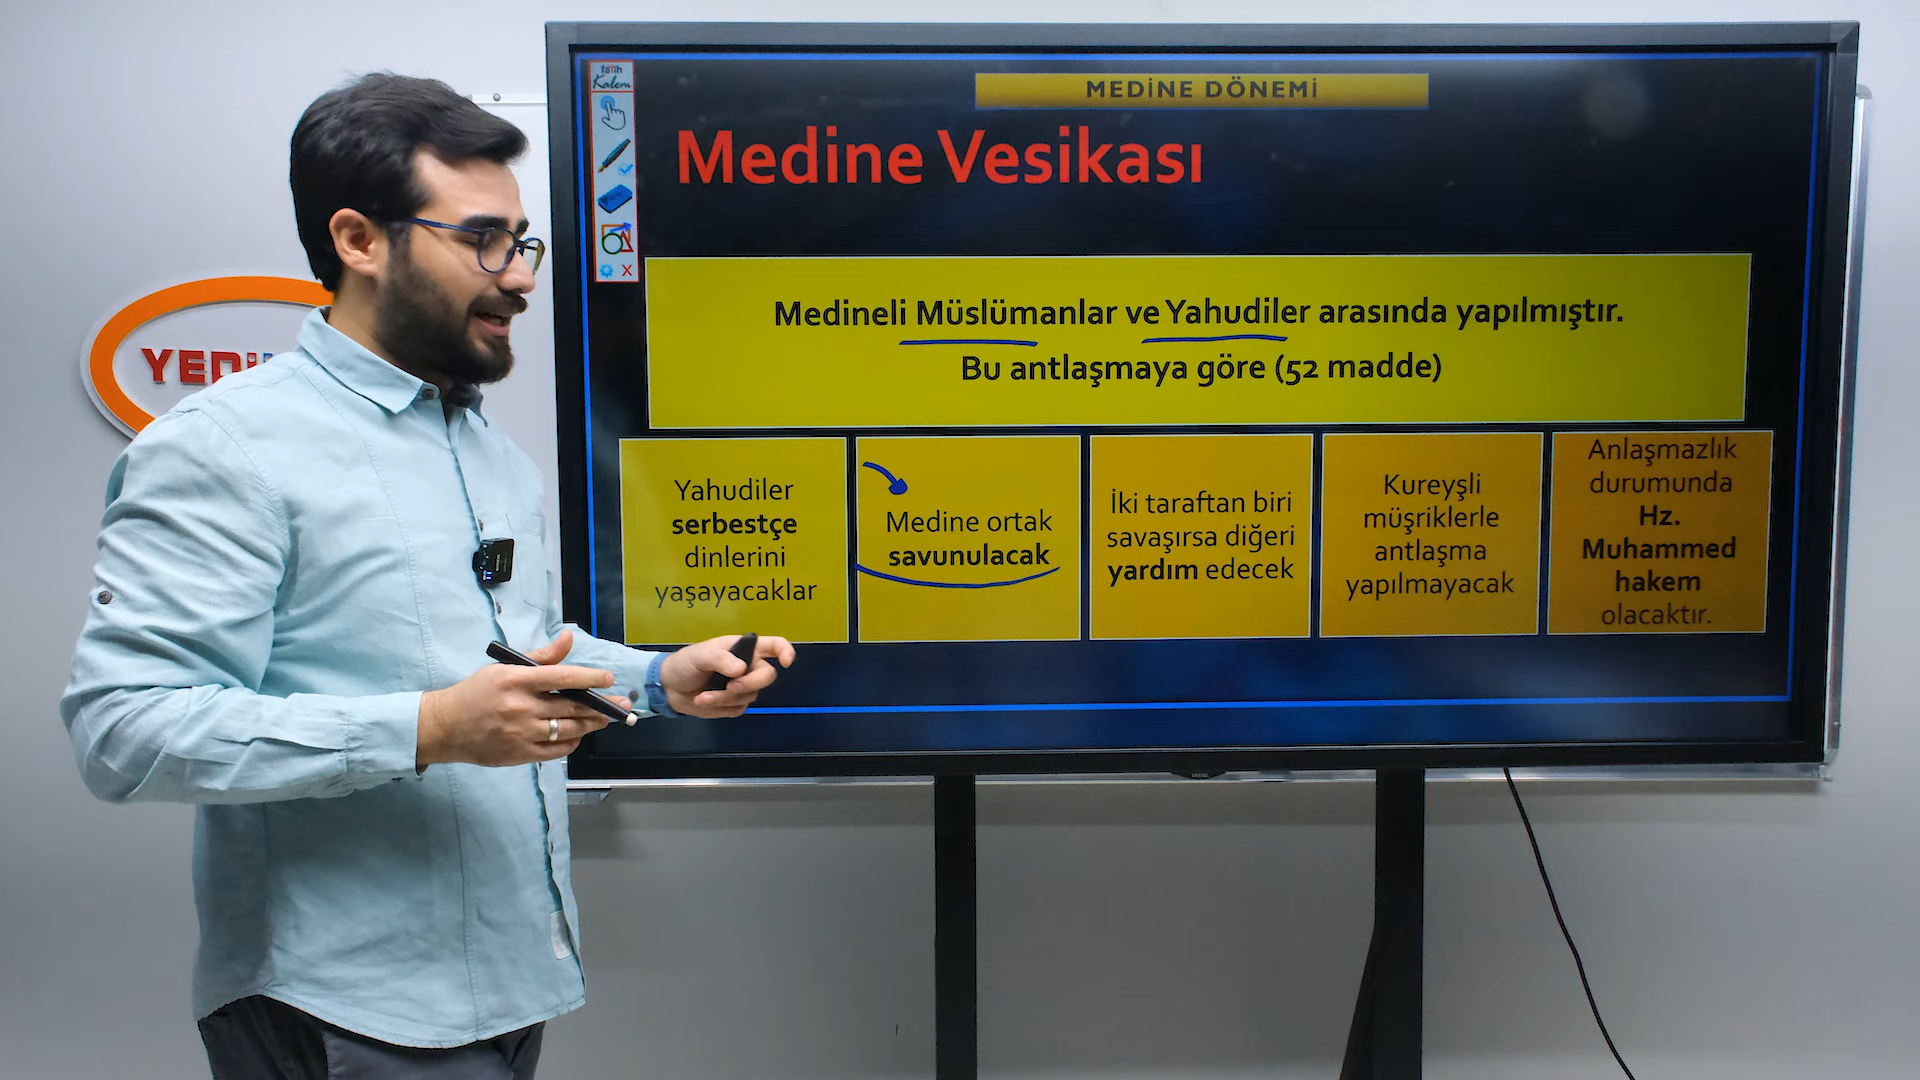 fatih
Kalem
MEDİNE DÖNEMİ
Medine Vesikası
Medineli Müslümanlar ve Yahudiler arasında yapılmıştır.
Bu antlaşmaya göre (52 madde)
Yahudiler
serbestçe
dinlerini
yaşayacaklar
Medine ortak
savunulacak
İki taraftan biri
savaşırsa diğeri
yardım edecek
Kureyşli
müşriklerle
antlaşma
yapılmayacak
Anlaşmazlık
durumunda
Hz.
Muhammed
hakem
olacaktır.